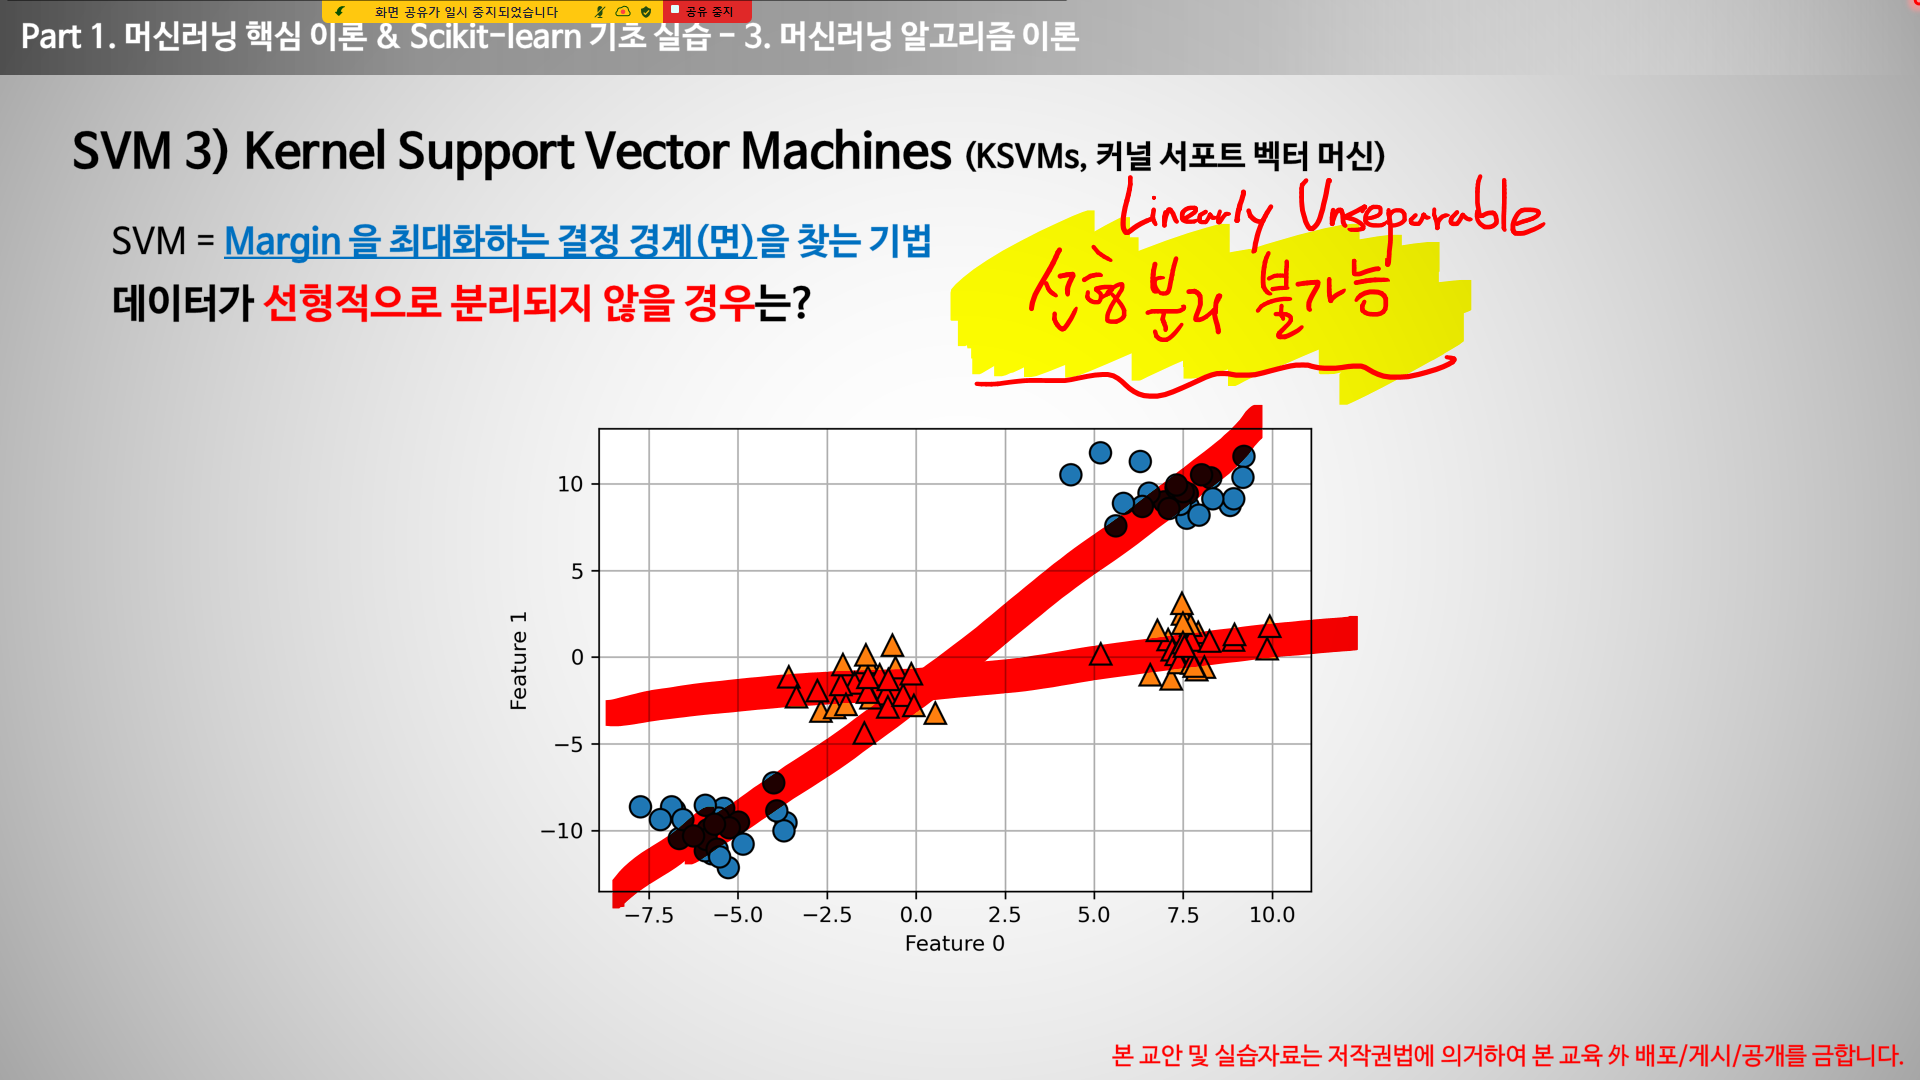 화면 공유가 일시 중지되었습니다
공유 중지
Part 1. 머신러닝 핵심 이론 & Scikit-learn 기초 실습 - 3. 머신러닝 알고리즘 이론
SVM 3) Kernel Support Vector Machines (KSVMs, 커널 서포트 벡터 머신)
Linearly Unseparable
SVM = Margin 을 최대화하는 결정 경계(면)을 찾는 기법
선형 분리 불가능
데이터가 선형적으로 분리되지 않을 경우는?
10
5
0
−5
−10
Feature 1
−7.5 −5.0 −2.5 0.0 2.5 5.0 7.5 10.0
Feature 0
본 교안 및 실습자료는 저작권법에 의거하여 본 교육 外 배포/게시/공개를 금합니다.